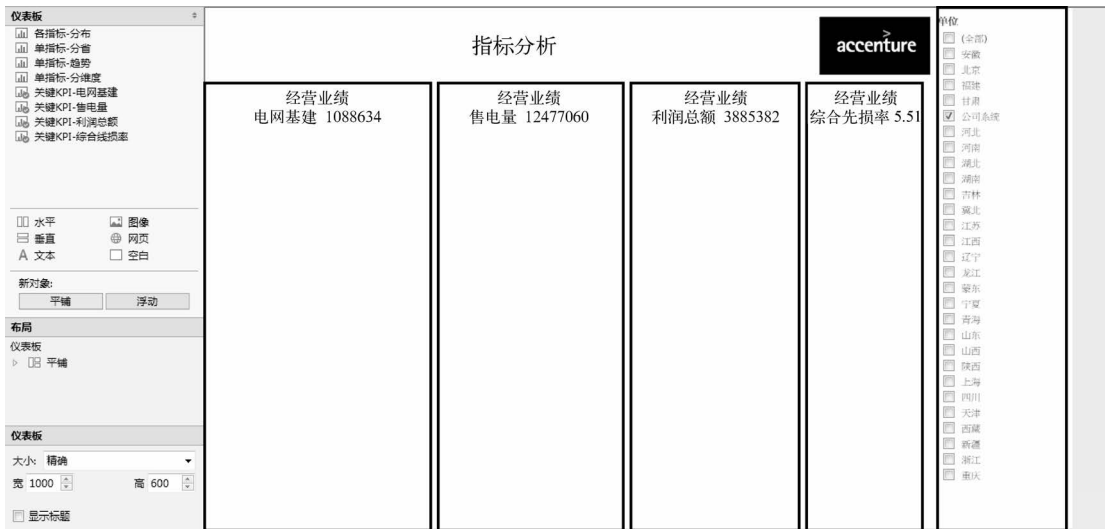 仪表板
各指标-分布
单指标-分省
单指标-趋势
单指标-分维度
关键KPI-电网基建
关键KPI-售电量
关键KPI-利润总额
关键KPI-综合线损率
水平
图像
垂直
网页
A 文本
空白
新对象:
平铺
浮动
布局
仪表板
平铺
仪表板
大小: 精确
宽 1000
高 600
显示标题
指标分析
accenture
经营业绩
电网基建 1088634
经营业绩
售电量 12477060
经营业绩
利润总额 3885382
经营业绩
综合先损率 5.51
单位
(全部)
安徽
北京
福建
甘肃
公司系统
河北
河南
湖北
湖南
吉林
冀北
江苏
江西
辽宁
龙江
蒙东
宁夏
青海
山东
山西
陕西
上海
四川
天津
西藏
新疆
浙江
重庆